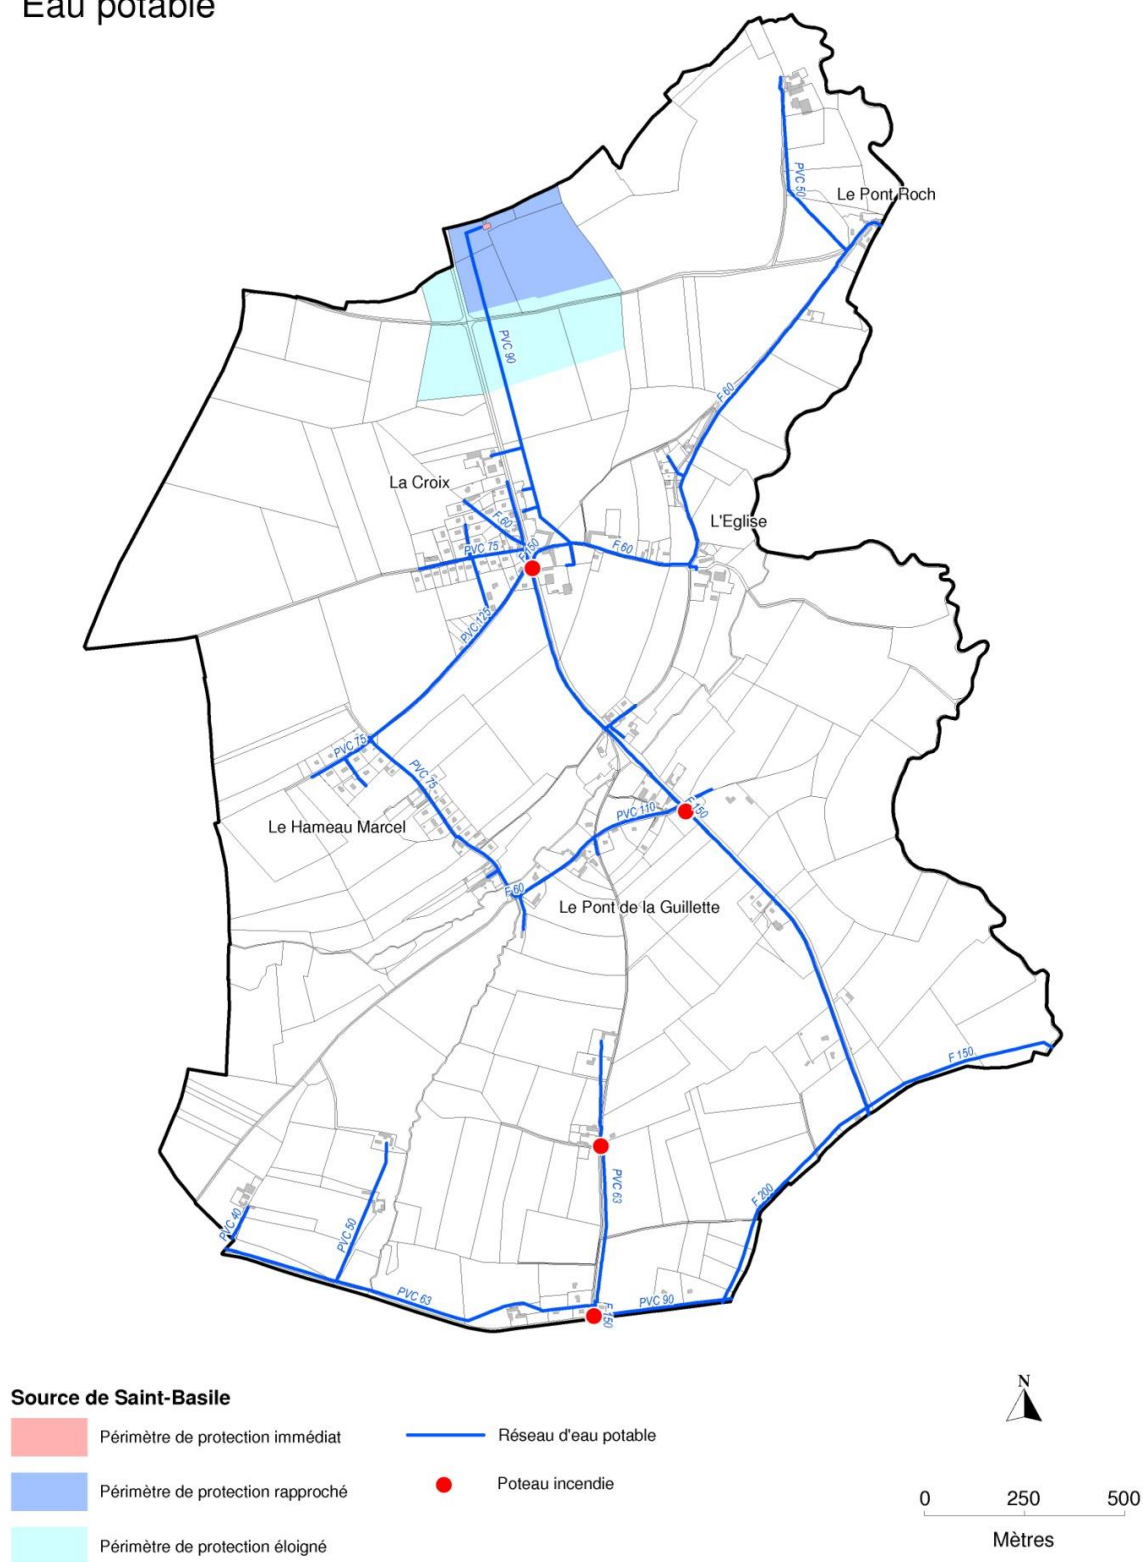 Eau potable
PVC 50
Le Pont Roch
PVC 90
F 60
La Croix
F 60
L'Eglise
F 150
F 60
PVC 75
PVC 125
PVC 75
PVC 75
F 150
PVC 110
Le Hameau Marcel
F 60
Le Pont de la Guillette
F 150
PVC 63
F 200
PVC 40
PVC 50
PVC 63
PVC 90
F 150
Source de Saint-Basile
Périmètre de protection immédiat
Réseau d'eau potable
Périmètre de protection rapproché
Poteau incendie
Périmètre de protection éloigné
N
0 250 500
Mètres